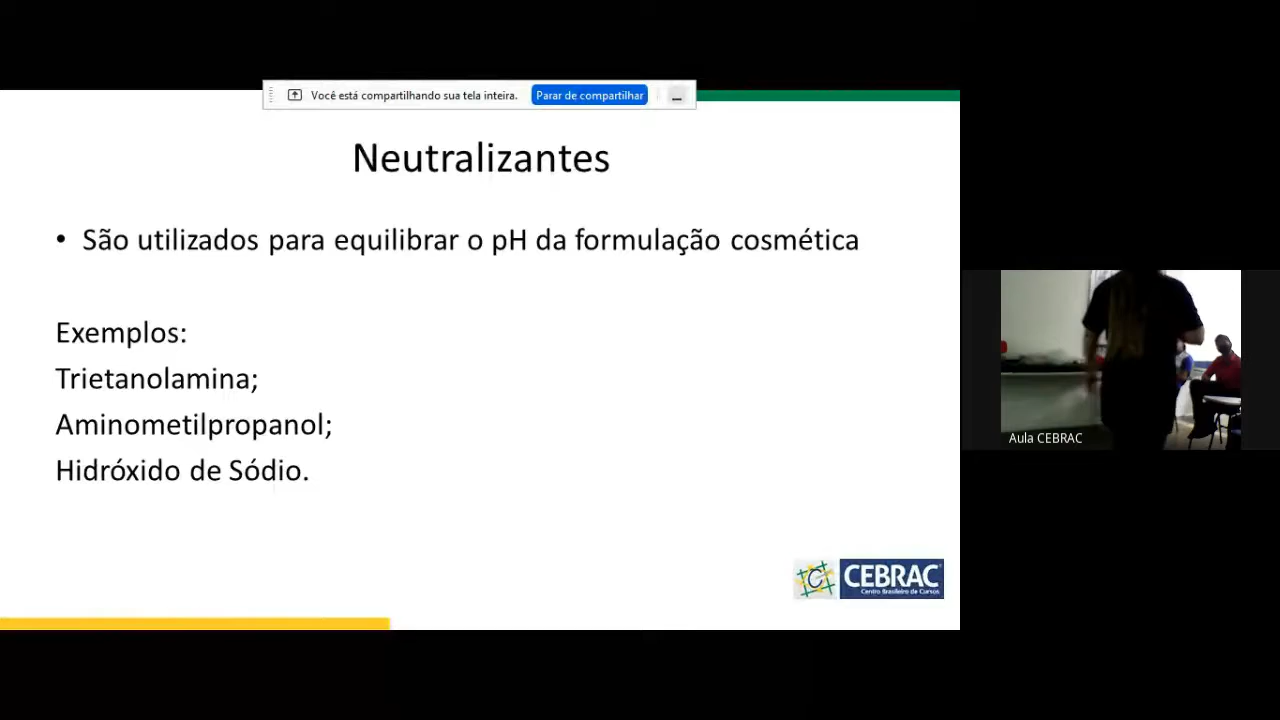 Você está compartilhando sua tela inteira. Parar de compartilhar
Neutralizantes
• São utilizados para equilibrar o pH da formulação cosmética
Exemplos:
Trietanolamina;
Aminometilpropanol;
Hidróxido de Sódio.
Aula CEBRAC
C CEBRAC
Centro Brasileiro de Cursos